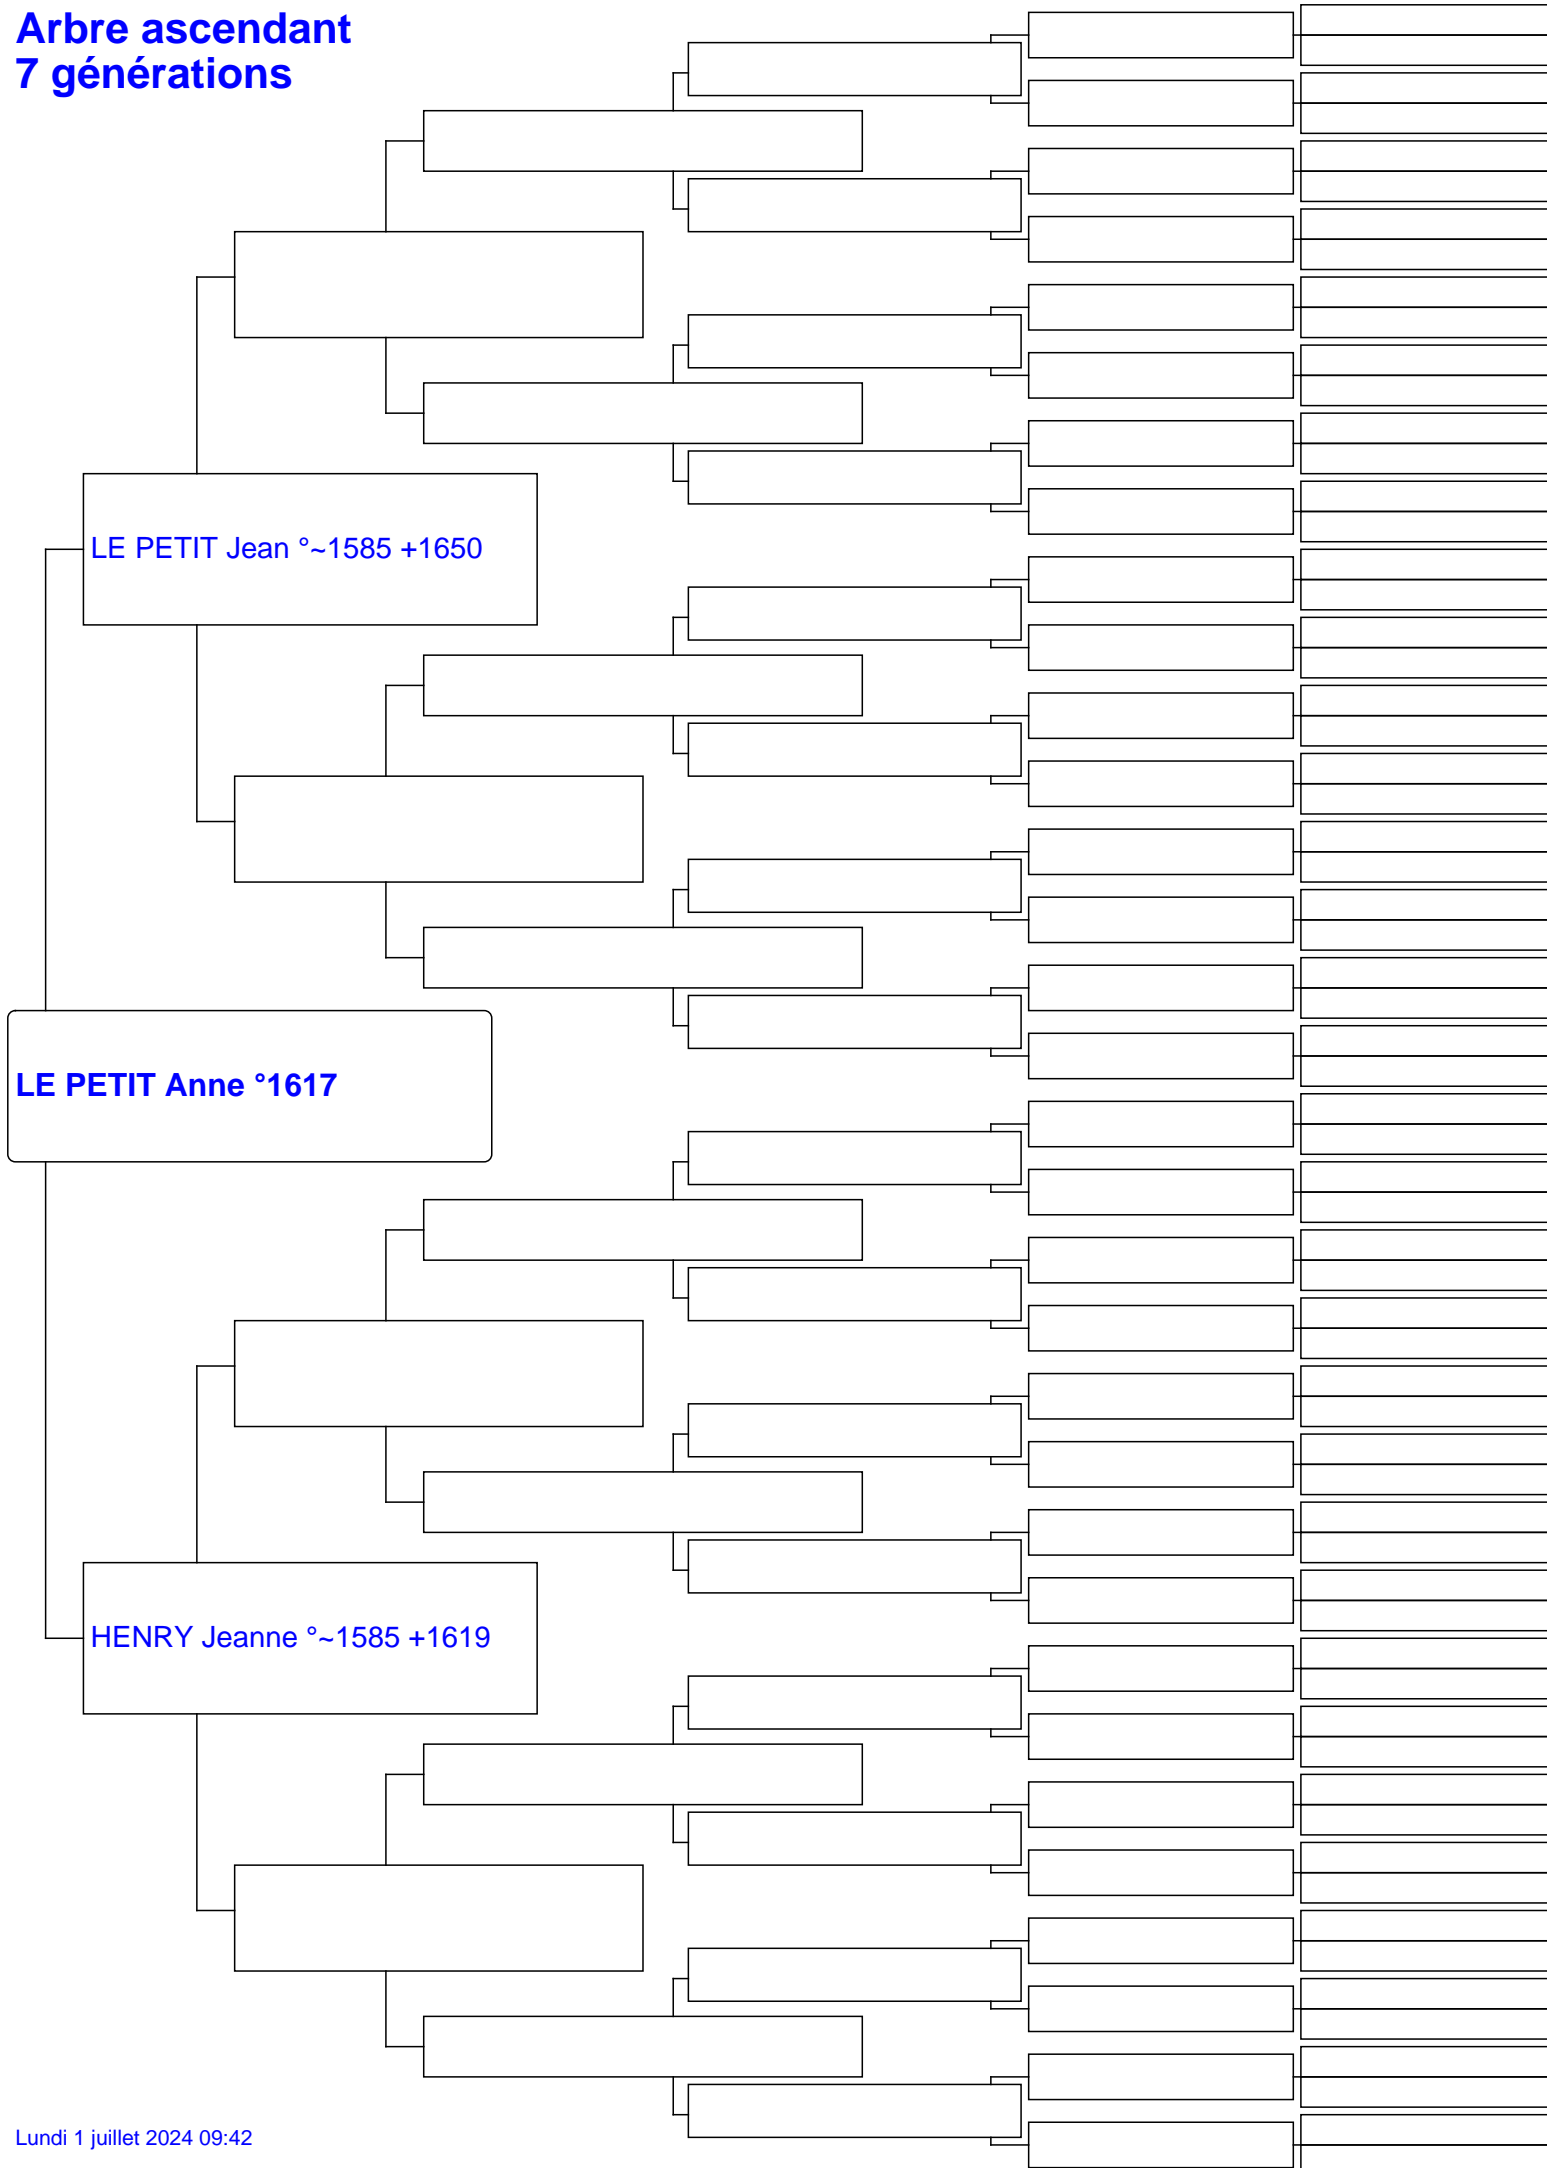 Arbre ascendant
7 générations
LE PETIT Jean °~1585 +1650
LE PETIT Anne °1617
HENRY Jeanne °~1585 +1619
Lundi 1 juillet 2024 09:42